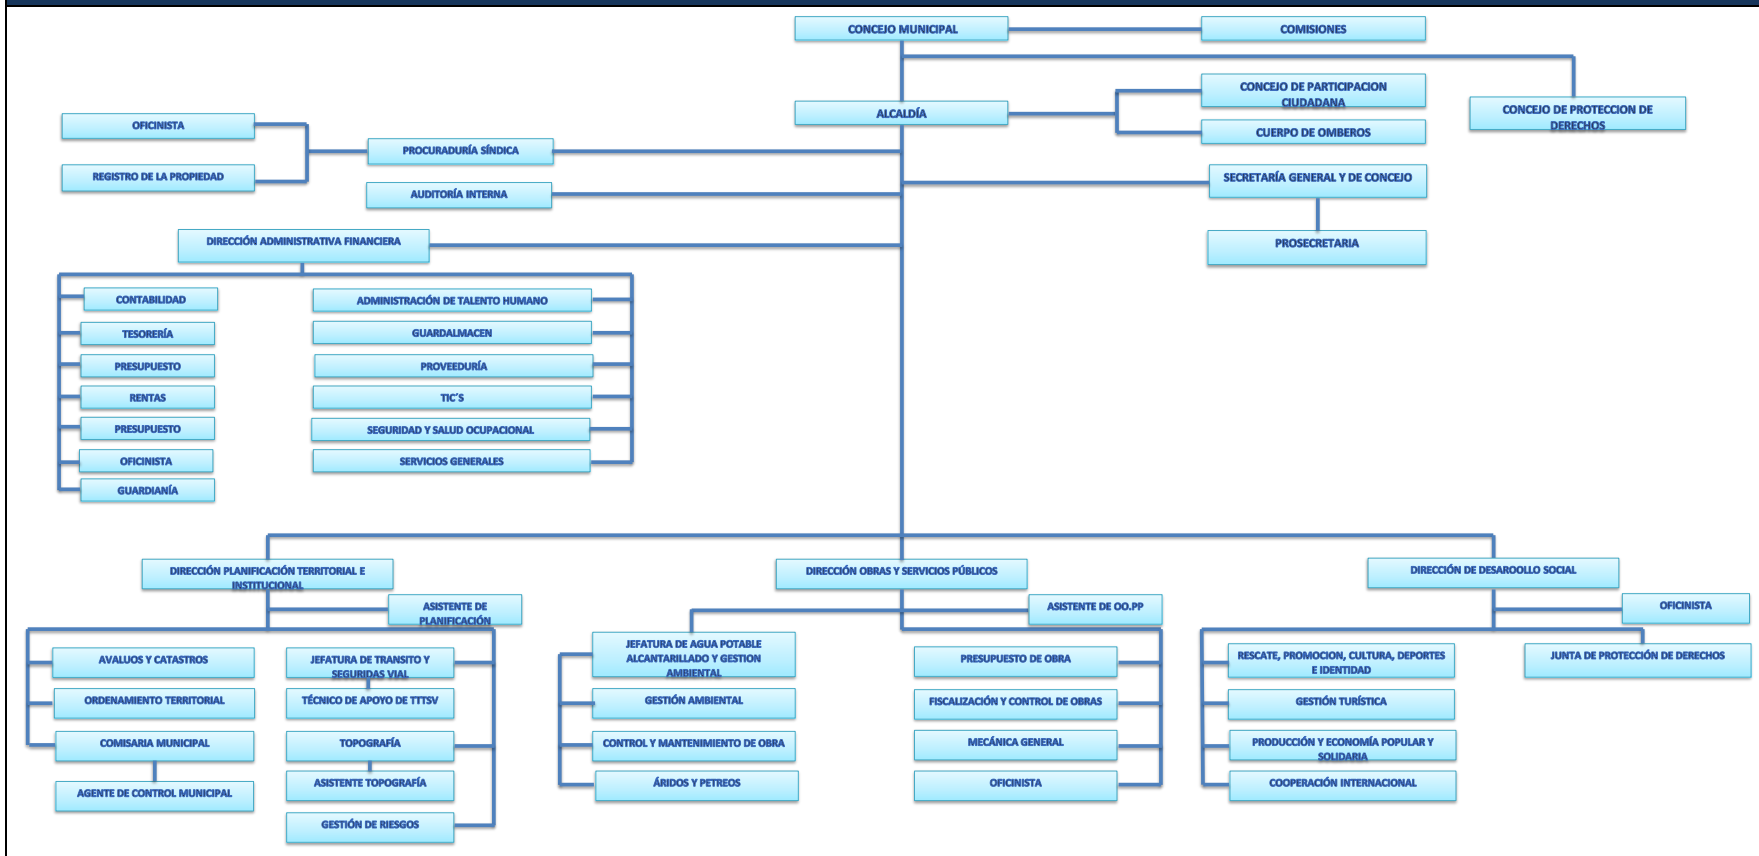 CONCEJO MUNICIPAL
COMISIONES
CONCEJO DE PARTICIPACION
CIUDADANA
CONCEJO DE PROTECCION DE
DERECHOS
ALCALDÍA
CUERPO DE OMBEROS
OFICINISTA
PROCURADURÍA SÍNDICA
REGISTRO DE LA PROPIEDAD
AUDITORÍA INTERNA
SECRETARÍA GENERAL Y DE CONCEJO
PROSECRETARIA
DIRECCIÓN ADMINISTRATIVA FINANCIERA
CONTABILIDAD
TESORERÍA
PRESUPUESTO
RENTAS
PRESUPUESTO
OFICINISTA
GUARDIANÍA
ADMINISTRACIÓN DE TALENTO HUMANO
GUARDALMACEN
PROVEEDURÍA
TIC´S
SEGURIDAD Y SALUD OCUPACIONAL
SERVICIOS GENERALES
DIRECCIÓN PLANIFICACIÓN TERRITORIAL E
INSTITUCIONAL
ASISTENTE DE
PLANIFICACIÓN
AVALUOS Y CATASTROS
ORDENAMIENTO TERRITORIAL
COMISARIA MUNICIPAL
AGENTE DE CONTROL MUNICIPAL
JEFATURA DE TRANSITO Y
SEGURIDAS VIAL
TÉCNICO DE APOYO DE TTTSV
TOPOGRAFÍA
ASISTENTE TOPOGRAFÍA
GESTIÓN DE RIESGOS
DIRECCIÓN OBRAS Y SERVICIOS PÚBLICOS
ASISTENTE DE OO.PP
JEFATURA DE AGUA POTABLE
ALCANTARILLADO Y GESTION
AMBIENTAL
GESTIÓN AMBIENTAL
CONTROL Y MANTENIMIENTO DE OBRA
ÁRIDOS Y PETREOS
PRESUPUESTO DE OBRA
FISCALIZACIÓN Y CONTROL DE OBRAS
MECÁNICA GENERAL
OFICINISTA
DIRECCIÓN DE DESAROOLLO SOCIAL
OFICINISTA
RESCATE, PROMOCION, CULTURA, DEPORTES
E IDENTIDAD
GESTIÓN TURÍSTICA
PRODUCCIÓN Y ECONOMÍA POPULAR Y
SOLIDARIA
COOPERACIÓN INTERNACIONAL
JUNTA DE PROTECCIÓN DE DERECHOS